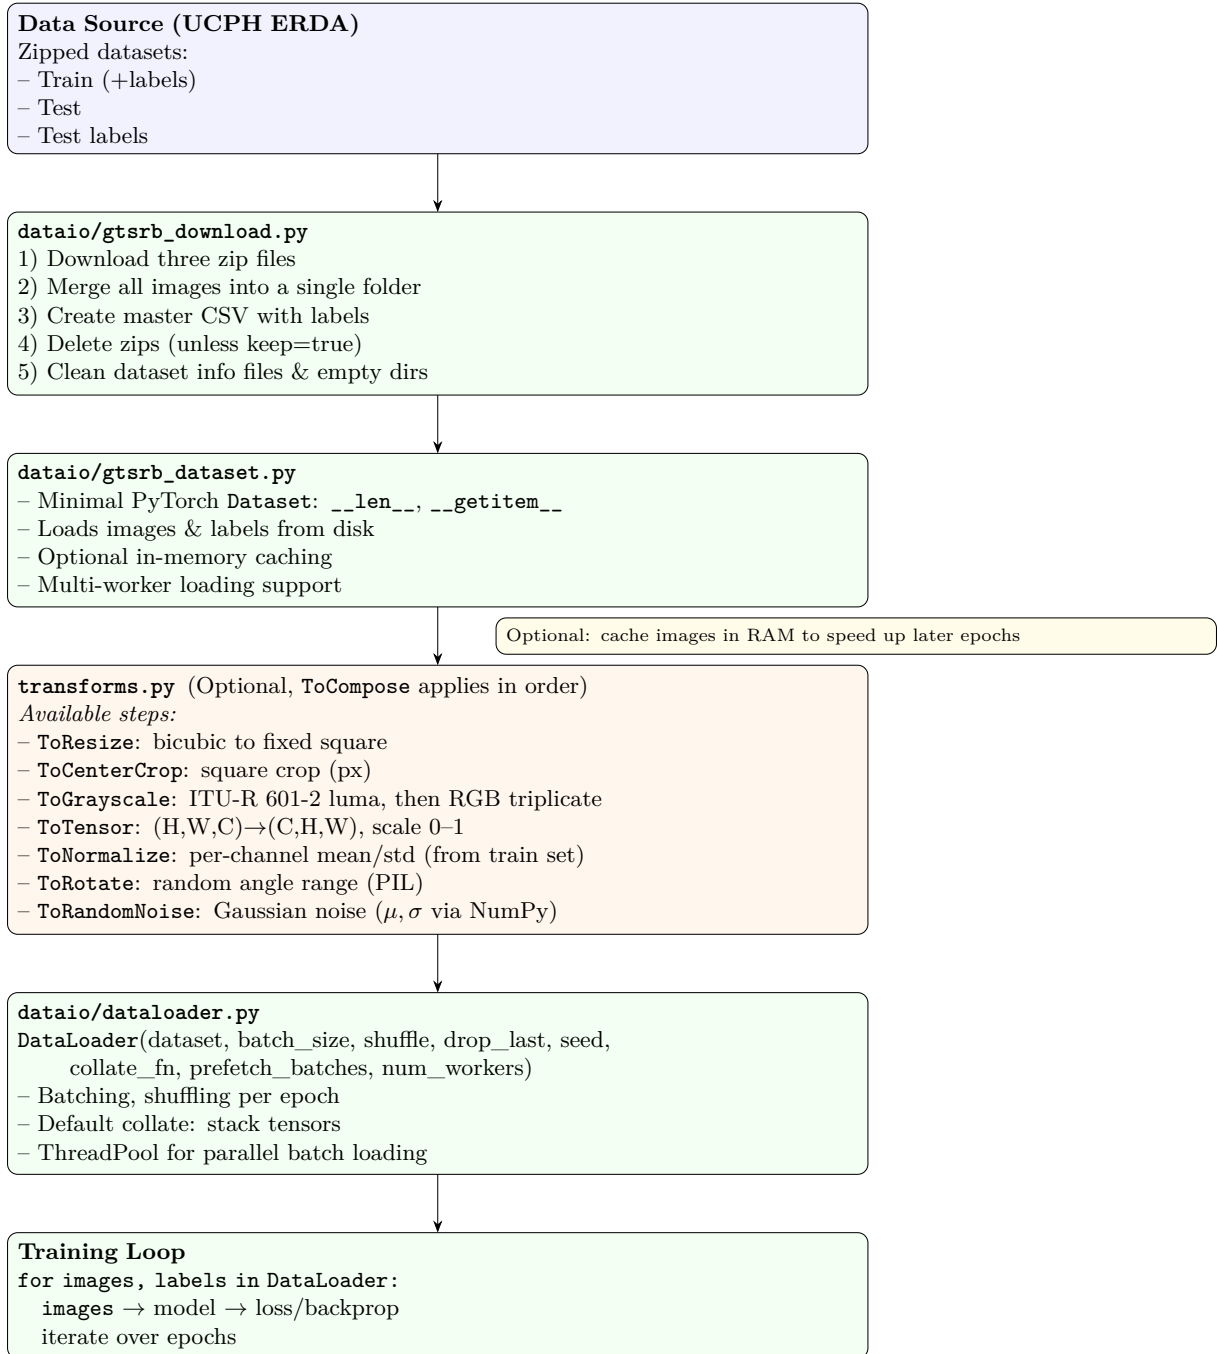 Data Source (UCPH ERDA)
Zipped datasets:
– Train (+labels)
– Test
– Test labels
dataio/gtsrb_download.py
1) Download three zip files
2) Merge all images into a single folder
3) Create master CSV with labels
4) Delete zips (unless keep=true)
5) Clean dataset info files & empty dirs
dataio/gtsrb_dataset.py
– Minimal PyTorch Dataset: __len__, __getitem__
– Loads images & labels from disk
– Optional in-memory caching
– Multi-worker loading support
Optional: cache images in RAM to speed up later epochs
transforms.py (Optional, ToCompose applies in order)
Available steps:
– ToResize: bicubic to fixed square
– ToCenterCrop: square crop (px)
– ToGrayscale: ITU-R 601-2 luma, then RGB triplicate
– ToTensor: (H,W,C)→(C,H,W), scale 0–1
– ToNormalize: per-channel mean/std (from train set)
– ToRotate: random angle range (PIL)
– ToRandomNoise: Gaussian noise (μ, σ via NumPy)
dataio/dataloader.py
DataLoader(dataset, batch_size, shuffle, drop_last, seed,
collate_fn, prefetch_batches, num_workers)
– Batching, shuffling per epoch
– Default collate: stack tensors
– ThreadPool for parallel batch loading
Training Loop
for images, labels in DataLoader:
images → model → loss/backprop
iterate over epochs